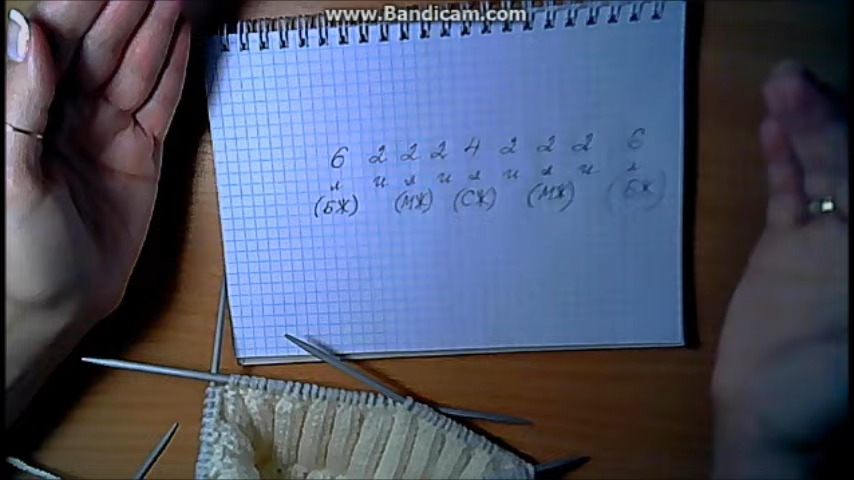 www.Bandicam.com
6 2 2 2 4 2 2 2 6
л и л и л и л и л
(БЖ) (МЖ) (СЖ) (МЖ) (БЖ)